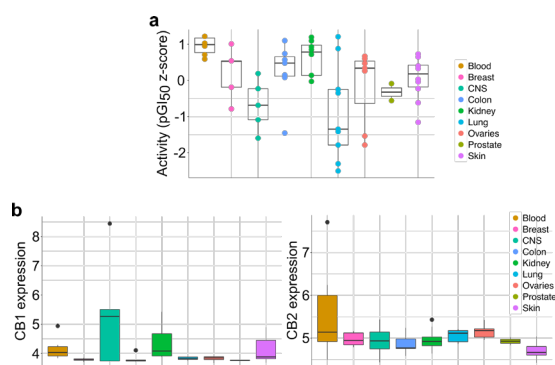 a
Activity (pGI50 z-score)
1
0
-1
-2
Blood
Breast
CNS
Colon
Kidney
Lung
Ovaries
Prostate
Skin
b
CB1 expression
8
7
6
5
4
CB2 expression
7
6
5
Blood
Breast
CNS
Colon
Kidney
Lung
Ovaries
Prostate
Skin